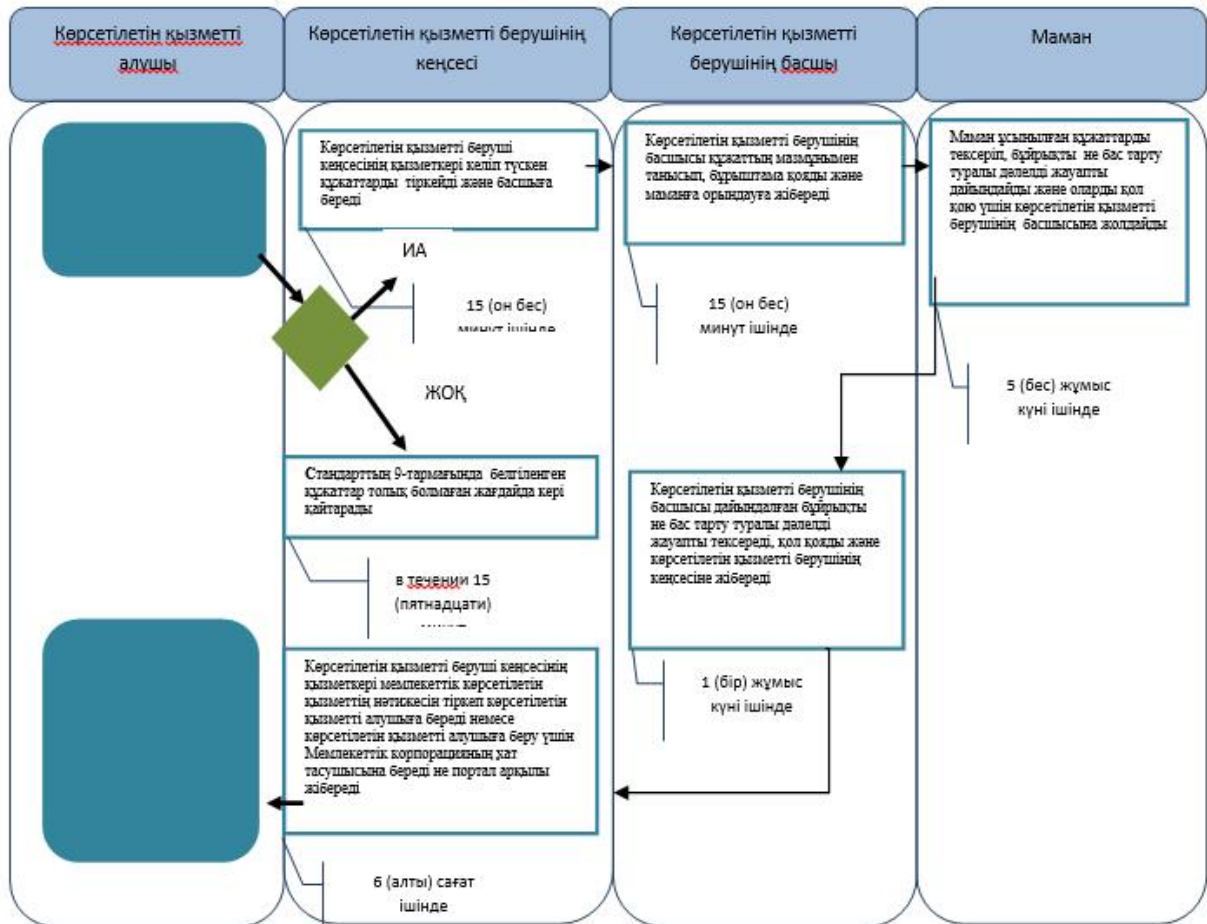 Көрсетілетін қызметті
алушы
Көрсетілетін қызметті берушінің
кеңсесі
Көрсетілетін қызметті
берушінің басшы
Маман
Көрсетілетін қызметті беруші
кеңсесінің қызметкері келіп түскен
құжаттарды тіркейді және басшыға
береді
Көрсетілетін қызметті берушінің
басшысы құжаттың мазмұнымен
танысып, бұрыштама қояды және
маманға орындауға жібереді
Маман ұсынылған құжаттарды
тексеріп, бұйрықты не бас тарту
туралы дәлелді жауапты
дайындайды және оларды қол
қою үшін көрсетілетін қызметті
берушінің басшысына жолдайды
ИА
15 (он бес)
минут ішінде
15 (он бес)
минут ішінде
ЖОҚ
5 (бес) жұмыс
күні ішінде
Стандарттың 9-тармағында белгіленген
құжаттар толық болмаған жағдайда кері
қайтарады
Көрсетілетін қызметті берушінің
басшысы дайындалған бұйрықты
не бас тарту туралы дәлелді
жауапты тексереді, қол қояды және
көрсетілетін қызметті берушінің
кеңсесіне жібереді
в течении 15
(пятнадцати)
Көрсетілетін қызметті беруші кеңсесінің
қызметкері мемлекеттік көрсетілетін
қызметтің нәтижесін тіркеп көрсетілетін
қызметті алушыға береді немесе
көрсетілетін қызметті алушыға беру үшін
Мемлекеттік корпорацияның хат
тасушысына береді не портал арқылы
жібереді
1 (бір) жұмыс
күні ішінде
6 (алты) сағат
ішінде